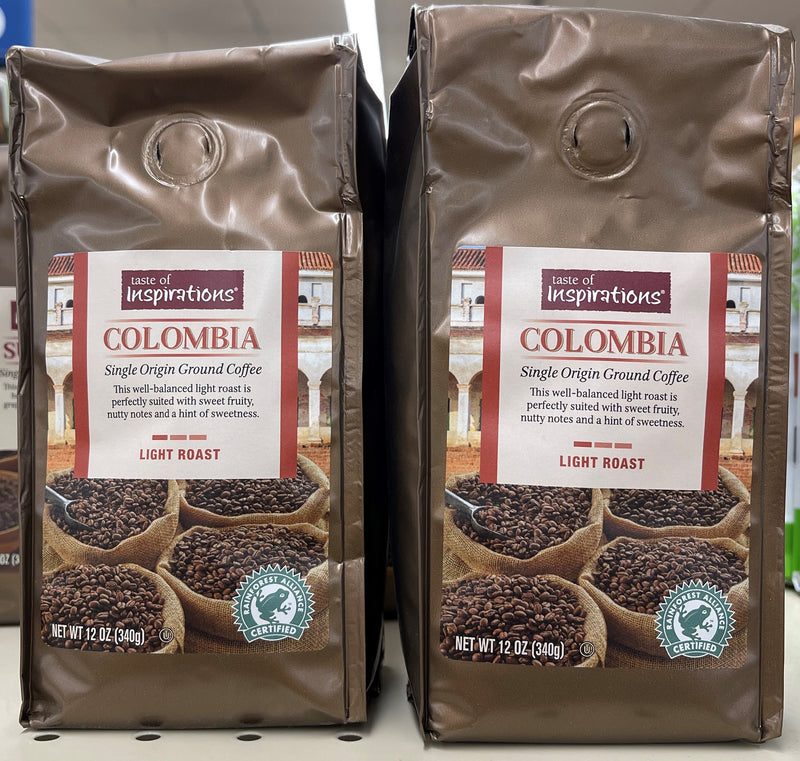 taste of
Inspirations®
COLOMBIA
Single Origin Ground Coffee
This well-balanced light roast is
perfectly suited with sweet fruity,
nutty notes and a hint of sweetness.
LIGHT ROAST
RAINFOREST ALLIANCE
CERTIFIED
NET WT 12 OZ (340g)
U
taste of
Inspirations®
COLOMBIA
Single Origin Ground Coffee
This well-balanced light roast is
perfectly suited with sweet fruity,
nutty notes and a hint of sweetness.
LIGHT ROAST
RAINFOREST ALLIANCE
CERTIFIED
NET WT 12 OZ (340g)
U